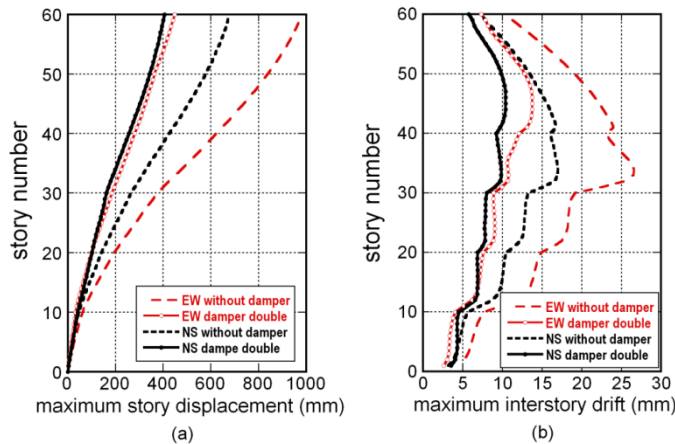 60
50
40
30
20
10
0
story number
EW without damper
EW damper double
NS without damper
NS dampe double
0 200 400 600 800 1000
maximum story displacement (mm)
(a)
60
50
40
30
20
10
0
story number
EW without damper
EW damper double
NS without damper
NS damper double
0 5 10 15 20 25 30
maximum interstory drift (mm)
(b)